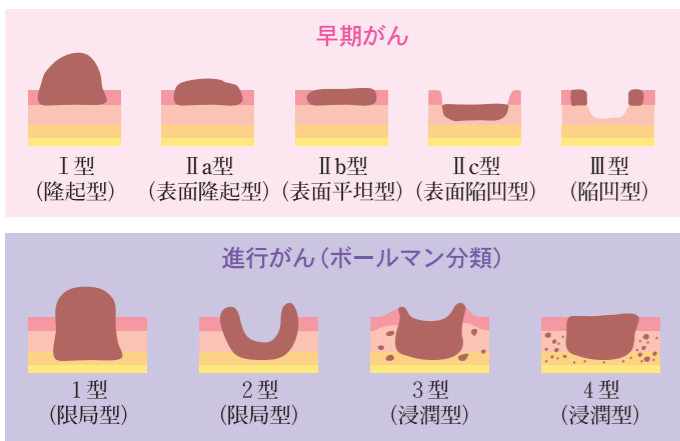 早期がん
Ⅰ型
(隆起型)
Ⅱa型
(表面隆起型)
Ⅱb型
(表面平坦型)
Ⅱc型
(表面陥凹型)
Ⅲ型
(陥凹型)
進行がん(ボールマン分類)
1型
(限局型)
2型
(限局型)
3型
(浸潤型)
4型
(浸潤型)